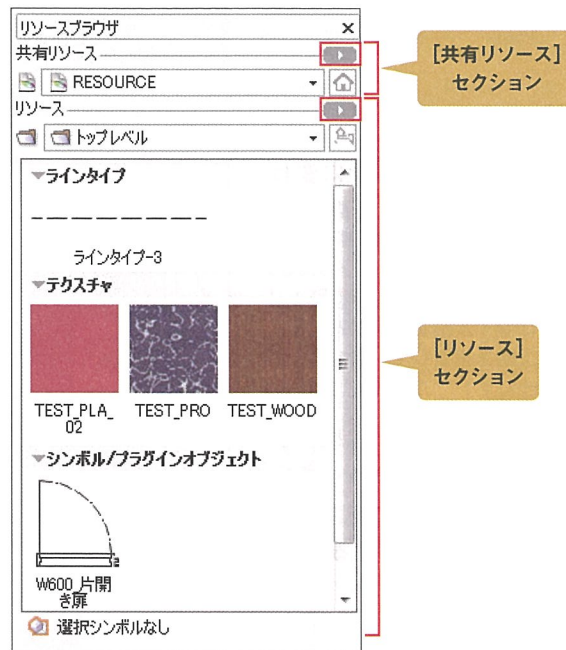 リソースブラウザ
共有リソース
RESOURCE
リソース
トップレベル
ラインタイプ
ラインタイプ-3
テクスチャ
TEST_PLA_
02
TEST_PRO
TEST_WOOD
シンボル/プラグインオブジェクト
W600_片開
き扉
選択シンボルなし
[共有リソース]
セクション
[リソース]
セクション